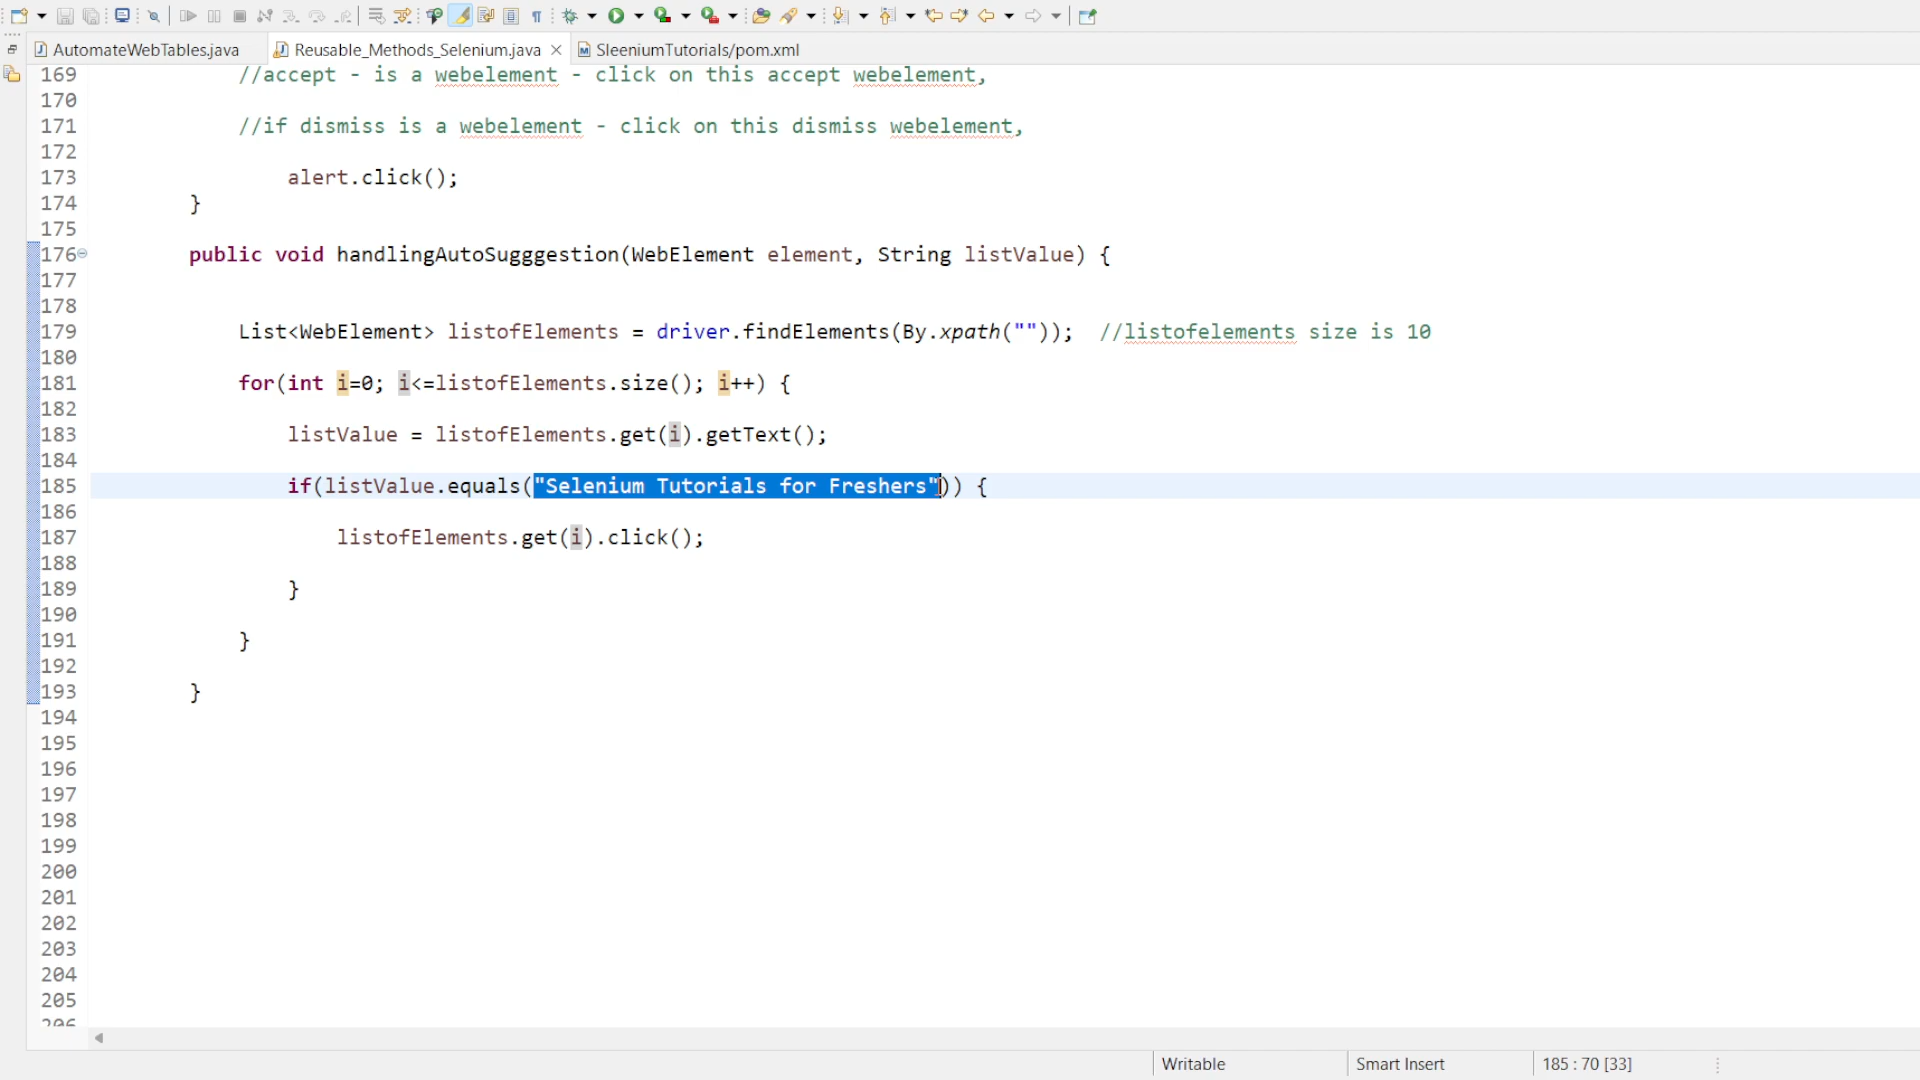 AutomateWebTables.java
Reusable_Methods_Selenium.java
SleeniumTutorials/pom.xml
169 //accept - is a webelement - click on this accept webelement,
170
171 //if dismiss is a webelement - click on this dismiss webelement,
172
173 alert.click();
174 }
175
176 public void handlingAutoSugggestion(WebElement element, String listValue) {
177
178
179 List<WebElement> listofElements = driver.findElements(By.xpath("")); //listofelements size is 10
180
181 for(int i=0; i<=listofElements.size(); i++) {
182
183 listValue = listofElements.get(i).getText();
184
185 if(listValue.equals("Selenium Tutorials for Freshers")) {
186
187 listofElements.get(i).click();
188
189 }
190
191 }
192
193 }
194
195
196
197
198
199
200
201
202
203
204
205
206
Writable Smart Insert 185 : 70 [33]